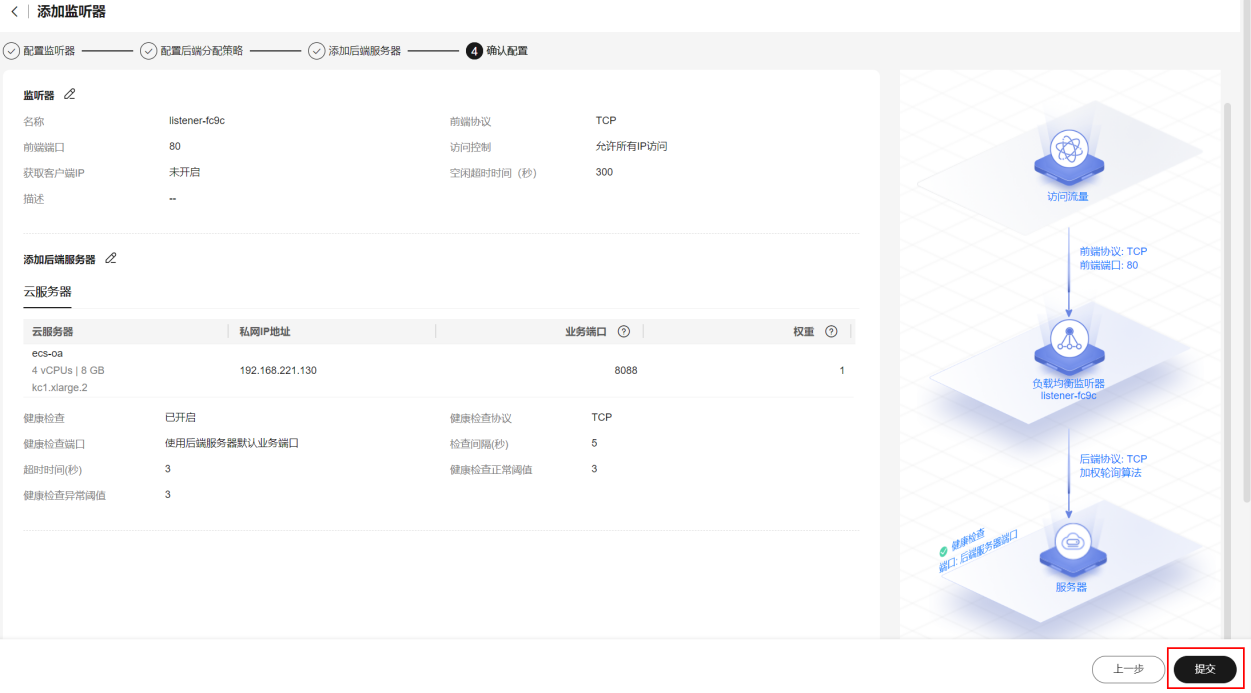 添加监听器
配置监听器
配置后端分配策略
添加后端服务器
4 确认配置
监听器
名称 listener-fc9c 前端协议 TCP
前端端口 80 访问控制 允许所有IP访问
获取客户端IP 未开启 空闲超时时间（秒） 300
描述 --
添加后端服务器
云服务器
云服务器 私网IP地址 业务端口 ? 权重 ?
ecs-oa
4 vCPUs | 8 GB 192.168.221.130 8088 1
kc1.xlarge.2
健康检查 已开启 健康检查协议 TCP
健康检查端口 使用后端服务器默认业务端口 检查间隔(秒) 5
超时时间(秒) 3 健康检查正常阈值 3
健康检查异常阈值 3
访问流量
前端协议: TCP
前端端口: 80
负载均衡监听器
listener-fc9c
后端协议: TCP
加权轮询算法
健康检查
端口: 后端服务器端口
服务器
上一步
提交